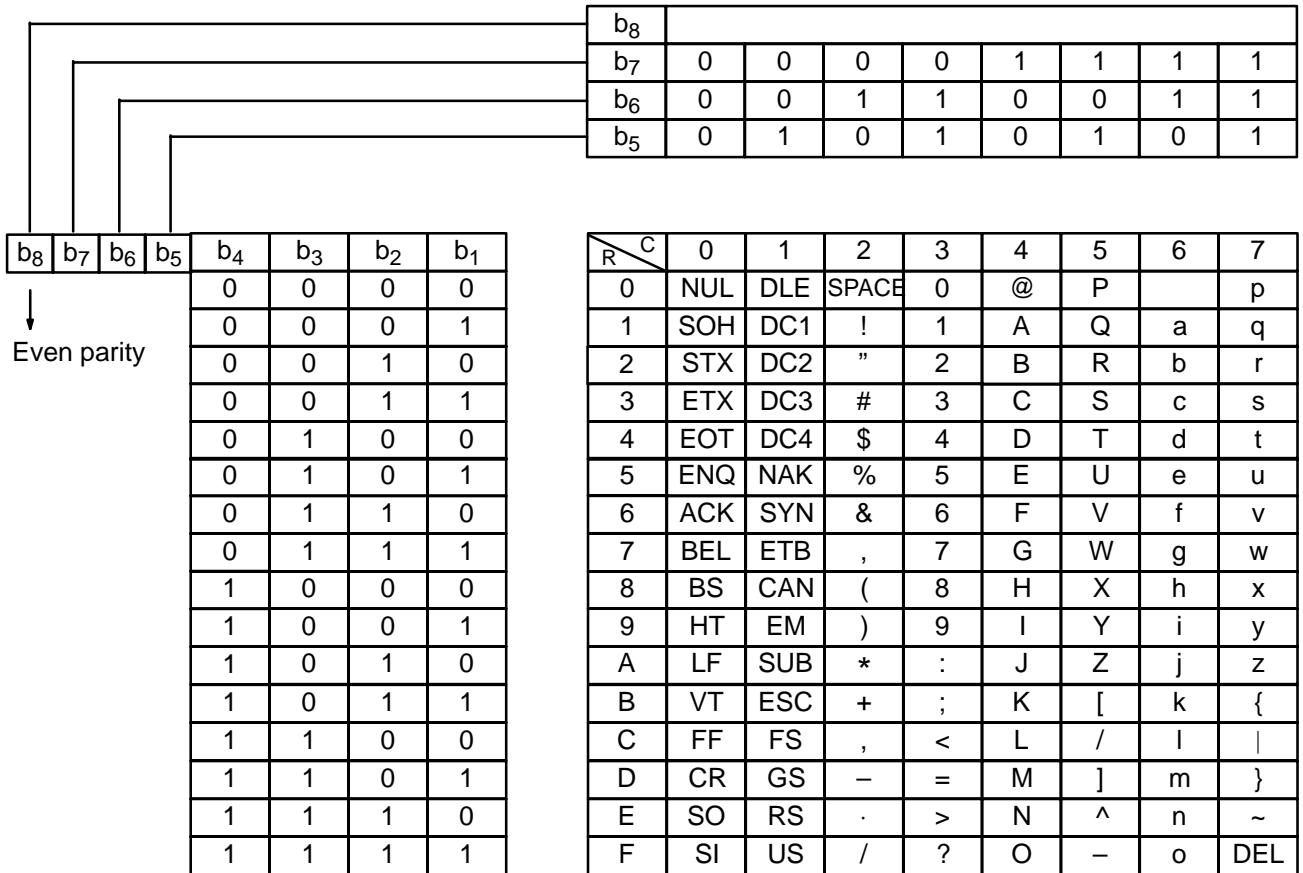 b8
b7 0 0 0 0 1 1 1 1
b6 0 0 1 1 0 0 1 1
b5 0 1 0 1 0 1 0 1
b8 b7 b6 b5 b4 b3 b2 b1 R C 0 1 2 3 4 5 6 7
0 0 0 0 0 NUL DLE SPACE 0 @ P p
0 0 0 1 1 SOH DC1 ! 1 A Q a q
Even parity
0 0 1 0 2 STX DC2 ” 2 B R b r
0 0 1 1 3 ETX DC3 # 3 C S c s
0 1 0 0 4 EOT DC4 $ 4 D T d t
0 1 0 1 5 ENQ NAK % 5 E U e u
0 1 1 0 6 ACK SYN & 6 F V f v
0 1 1 1 7 BEL ETB , 7 G W g w
1 0 0 0 8 BS CAN ( 8 H X h x
1 0 0 1 9 HT EM ) 9 I Y i y
1 0 1 0 A LF SUB * : J Z j z
1 0 1 1 B VT ESC + ; K [ k {
1 1 0 0 C FF FS , < L / l |
1 1 0 1 D CR GS – = M ] m }
1 1 1 0 E SO RS · > N ^ n ~
1 1 1 1 F SI US / ? O – o DEL